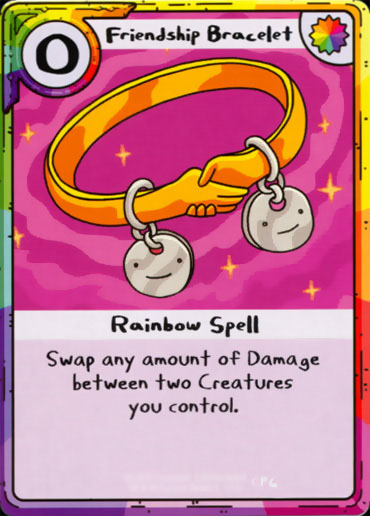 0
Friendship Bracelet
Rainbow Spell
Swap any amount of Damage
between two Creatures
you control.